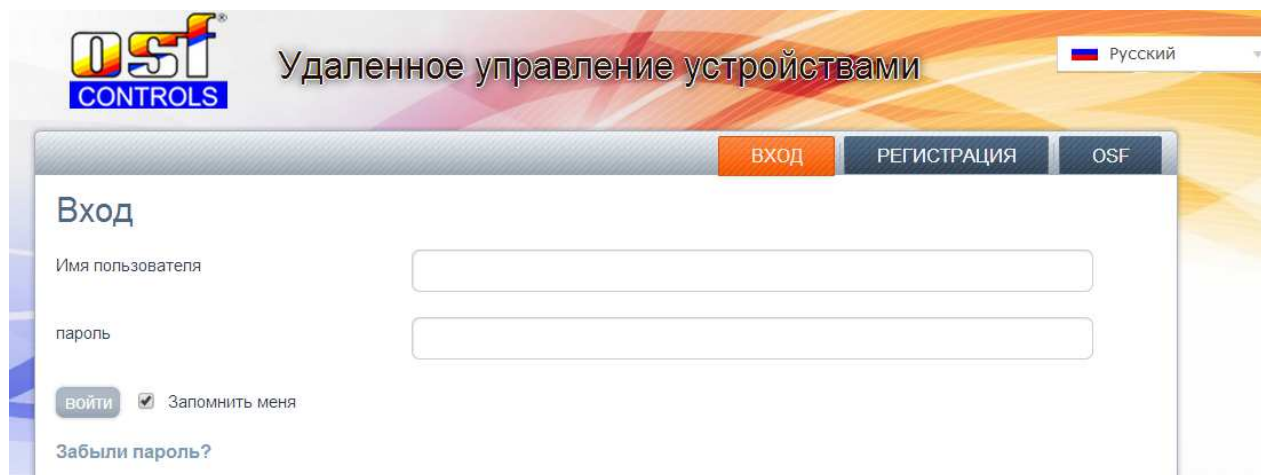 osf®
CONTROLS
Удаленное управление устройствами
Русский
ВХОД РЕГИСТРАЦИЯ OSF
Вход
Имя пользователя
пароль
войти Запомнить меня
Забыли пароль?